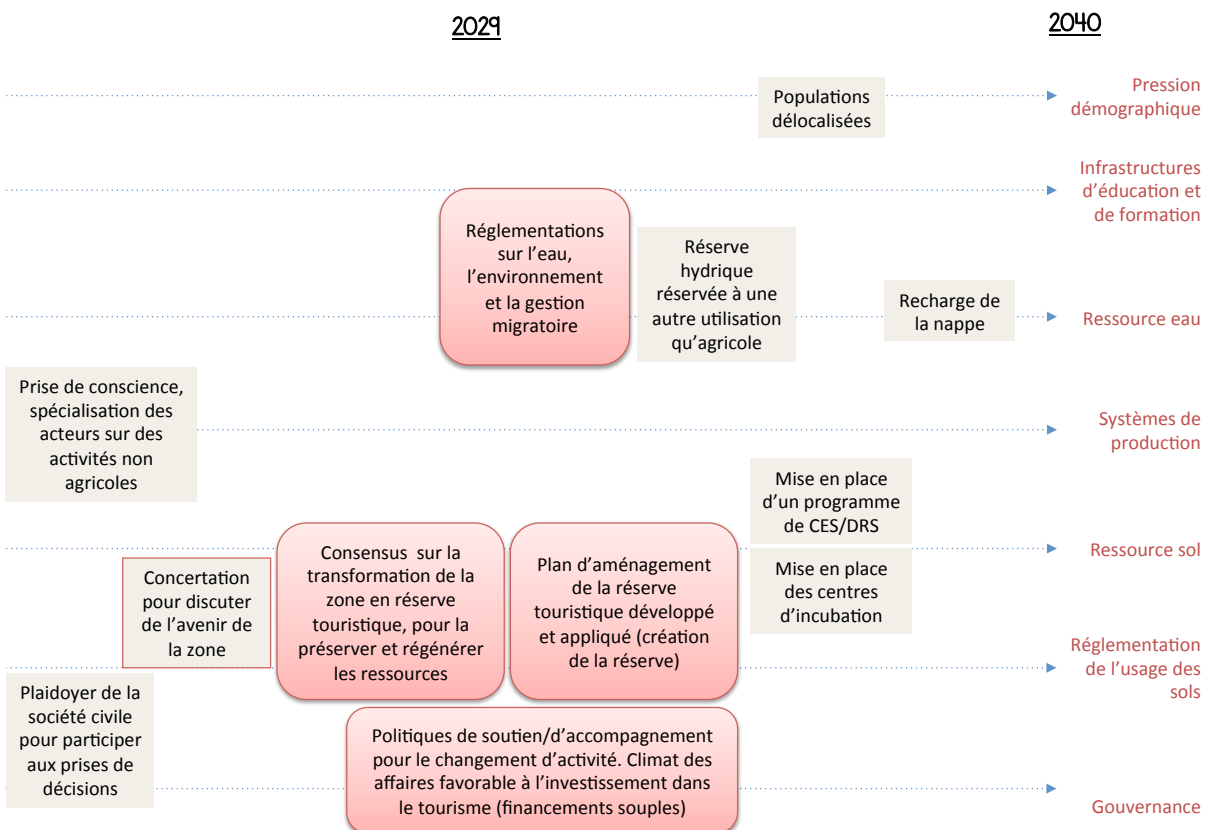 2029
2040
Populations
délocalisées
Pression
démographique
Infrastructures
d'éducation et
de formation
Réglementations
sur l'eau,
l'environnement
et la gestion
migratoire
Réserve
hydrique
réservée à une
autre utilisation
qu'agricole
Recharge de
la nappe
Ressource eau
Prise de conscience,
spécialisation des
acteurs sur des
activités non
agricoles
Systèmes de
production
Mise en place
d'un programme
de CES/DRS
Ressource sol
Concertation
pour discuter
de l'avenir de
la zone
Consensus sur la
transformation de la
zone en réserve
touristique, pour la
préserver et régénérer
les ressources
Plan d'aménagement
de la réserve
touristique développé
et appliqué (création
de la réserve)
Mise en place
des centres
d'incubation
Réglementation
de l'usage des
sols
Plaidoyer de la
société civile
pour participer
aux prises de
décisions
Politiques de soutien/d'accompagnement
pour le changement d'activité. Climat des
affaires favorable à l'investissement dans
le tourisme (financements souples)
Gouvernance